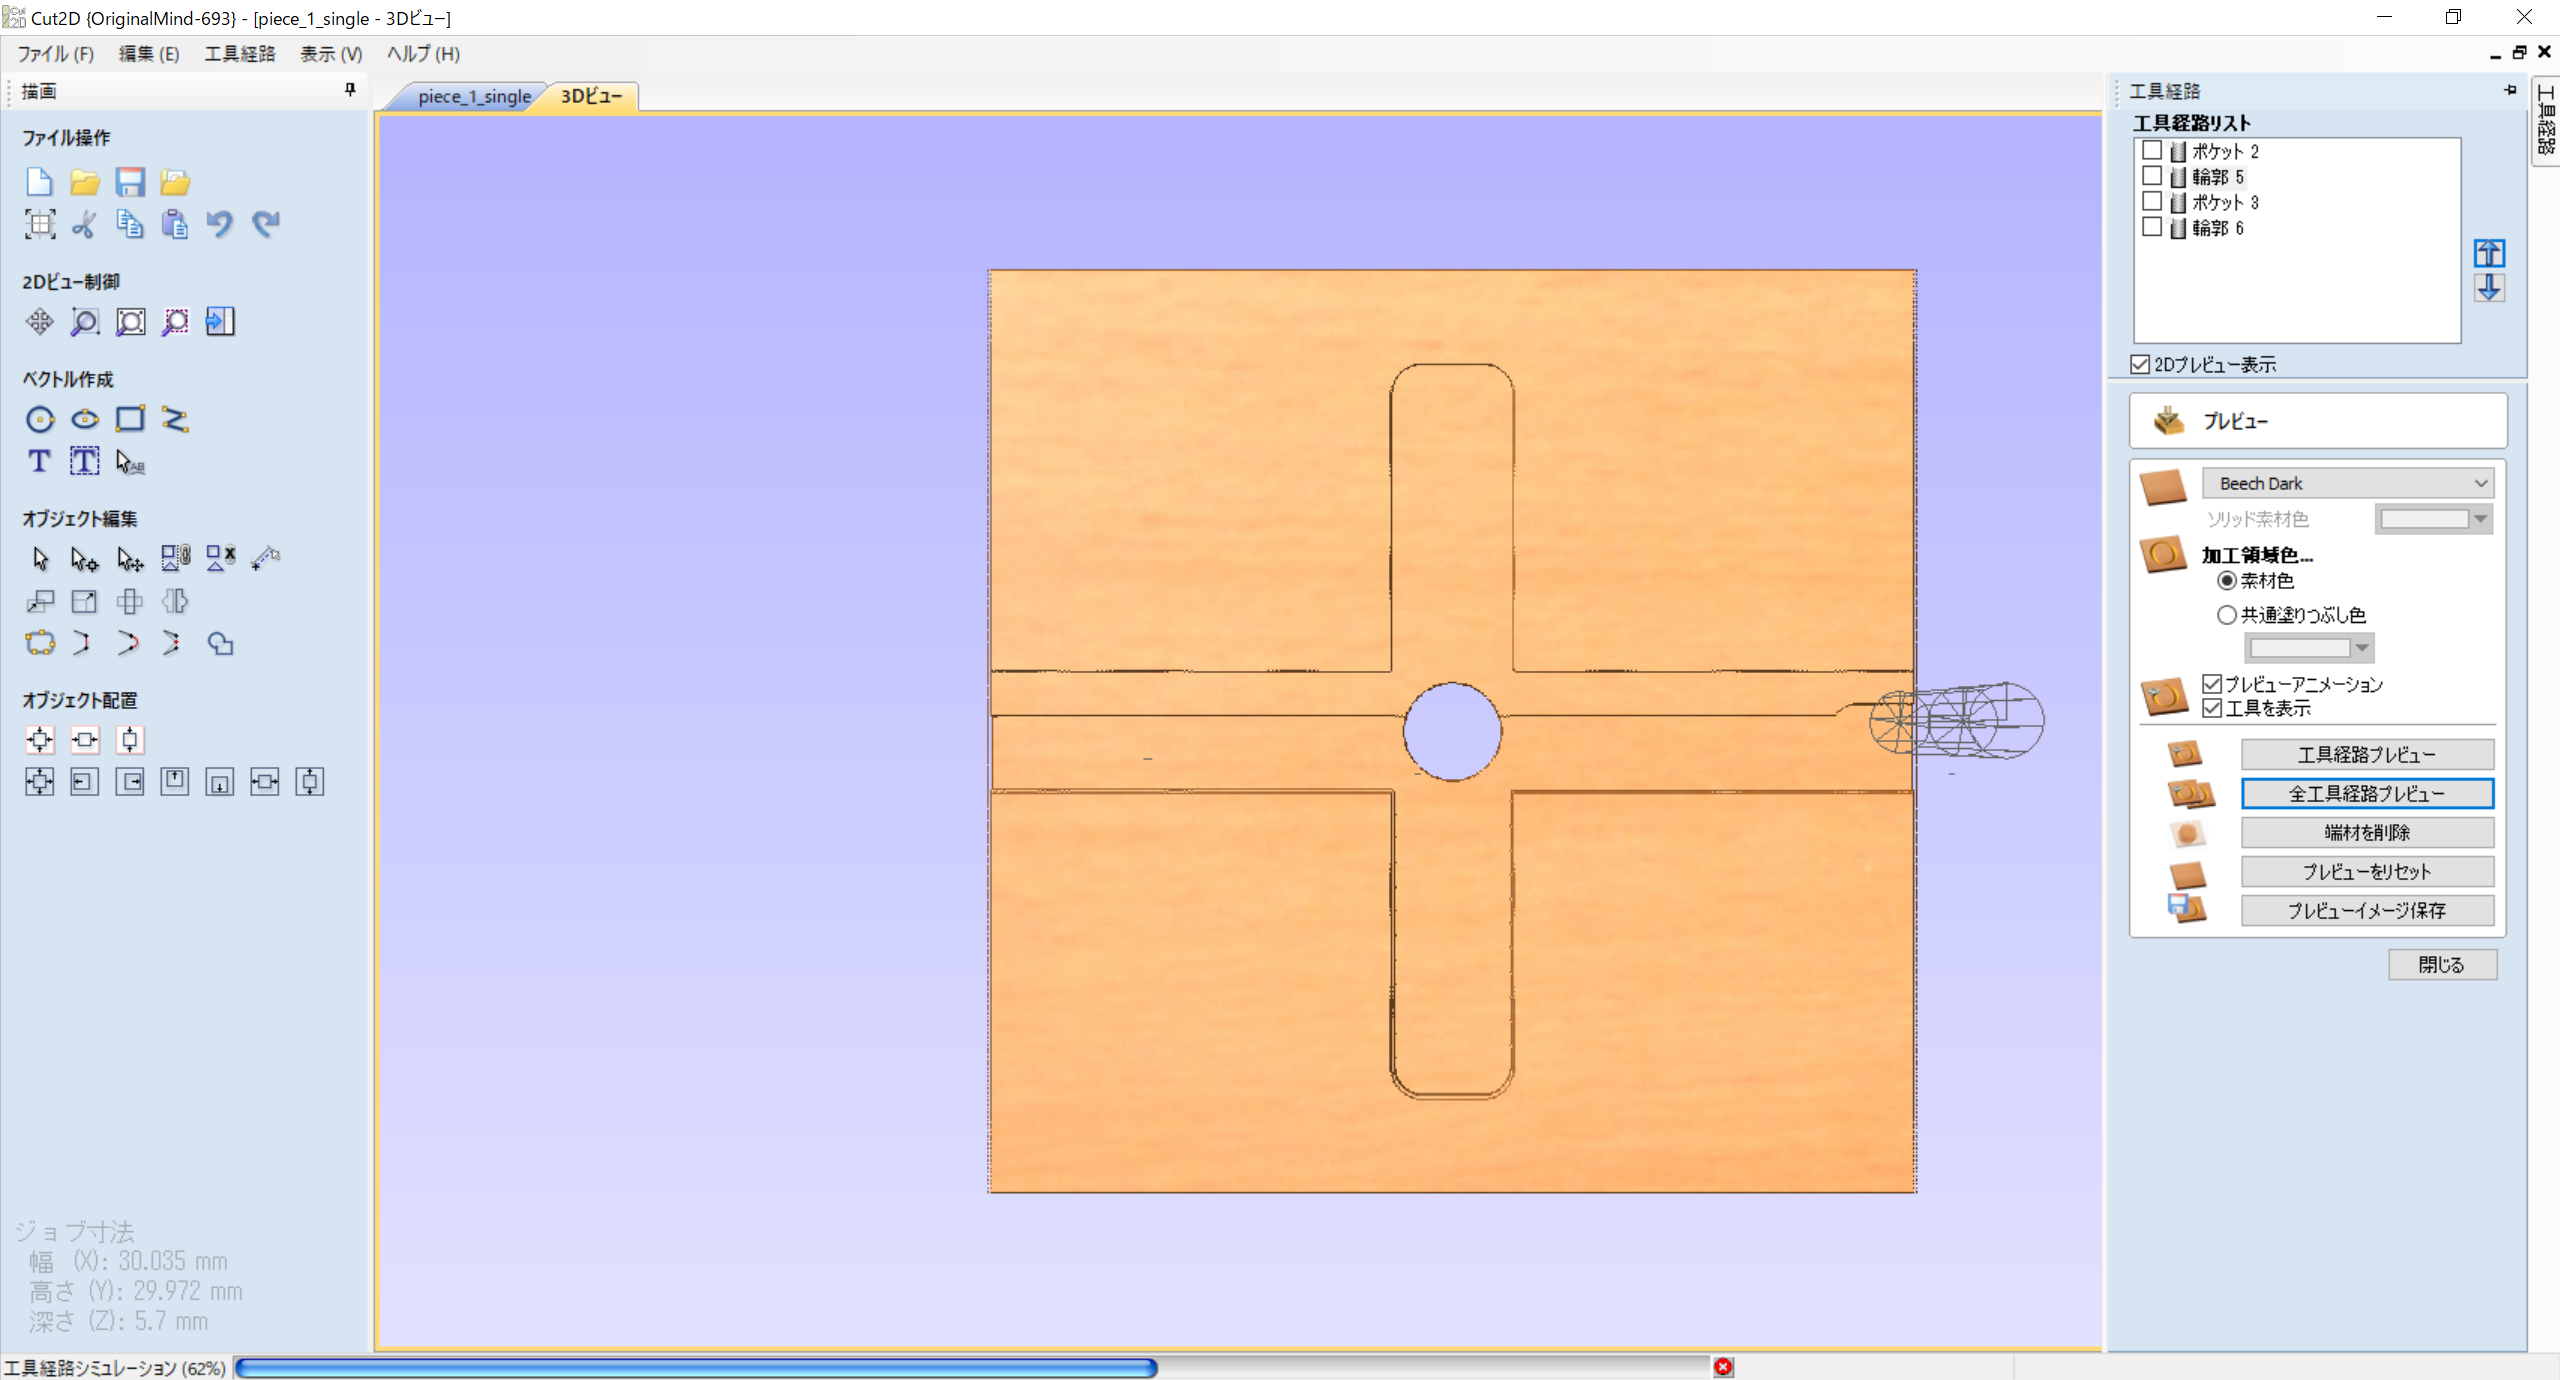 Cut2D {OriginalMind-693} - [piece_1_single - 3Dビュー]
ファイル (F) 編集 (E) 工具経路 表示 (V) ヘルプ (H)
描画
ファイル操作
2Dビュー制御
ベクトル作成
オブジェクト編集
オブジェクト配置
ジョブ寸法
幅 (X): 30.035 mm
高さ (Y): 29.972 mm
深さ (Z): 5.7 mm
工具経路シミュレーション (62%)
piece_1_single 3Dビュー
工具経路
工具経路
工具経路リスト
ポケット 2
輪郭 5
ポケット 3
輪郭 6
2Dプレビュー表示
プレビュー
Beech Dark
ソリッド素材色
加工領域色...
素材色
共通塗りつぶし色
プレビューアニメーション
工具を表示
工具経路プレビュー
全工具経路プレビュー
端材を削除
プレビューをリセット
プレビューイメージ保存
閉じる